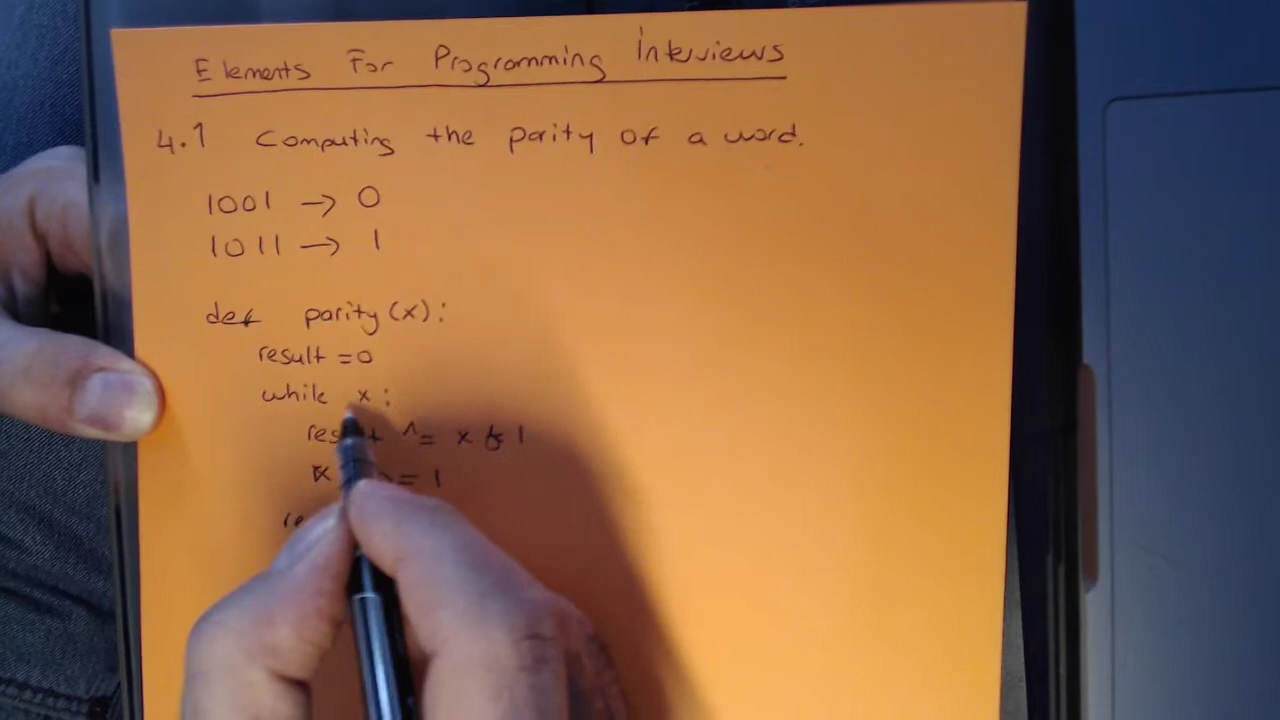 Elements For Programming Interviews
4.1 Computing the parity of a word.
1001 → 0
1011 → 1
def parity(x):
result = 0
while x:
^= x & 1
x = 1